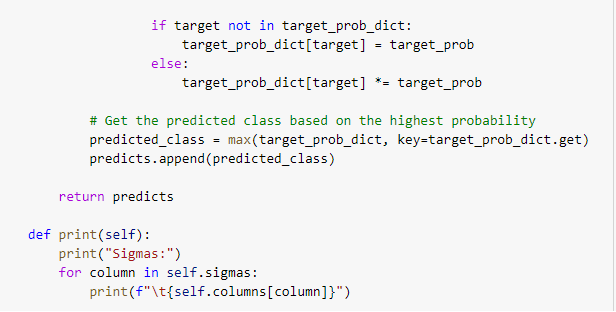 if target not in target_prob_dict:
target_prob_dict[target] = target_prob
else:
target_prob_dict[target] *= target_prob
# Get the predicted class based on the highest probability
predicted_class = max(target_prob_dict, key=target_prob_dict.get)
predicts.append(predicted_class)
return predicts
def print(self):
print("Sigmas:")
for column in self.sigmas:
print(f"\t{self.columns[column]}")